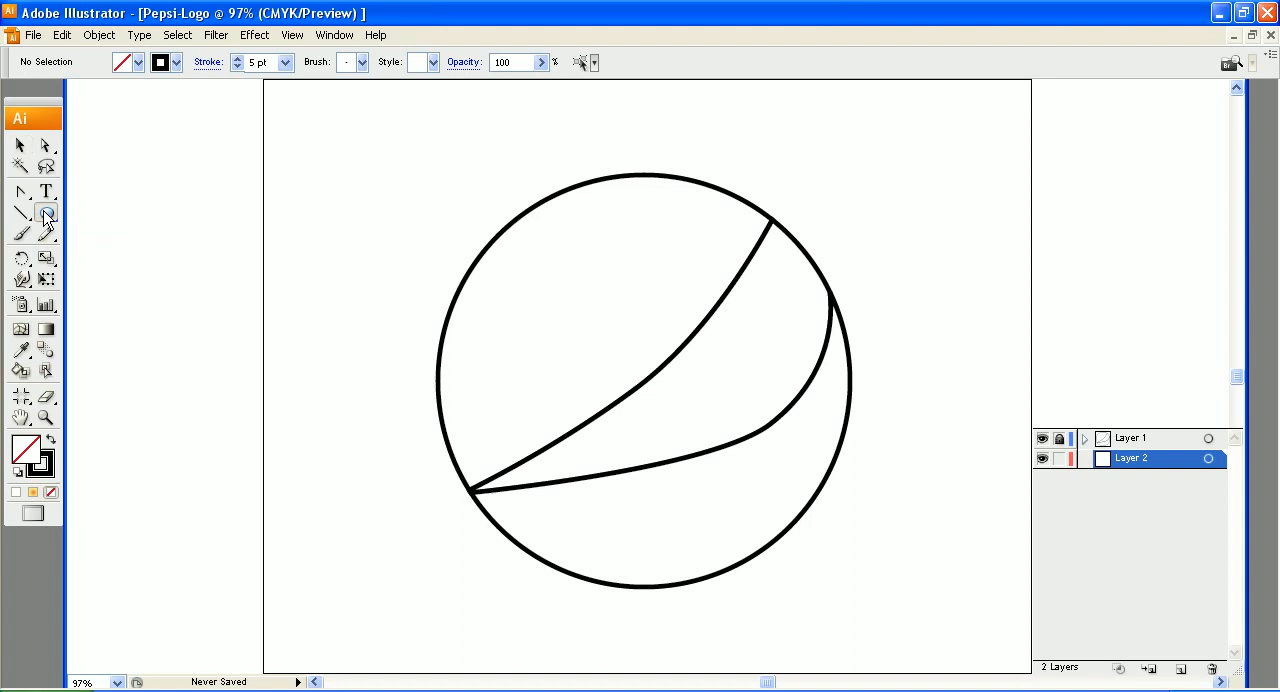 Adobe Illustrator - [Pepsi-Logo @ 97% (CMYK/Preview) ]
File Edit Object Type Select Filter Effect View Window Help
No Selection Stroke: 5 pt Brush: - Style: Opacity: 100 %
Br
Ai
T
Layer 1
Layer 2
2 Layers
97% Never Saved